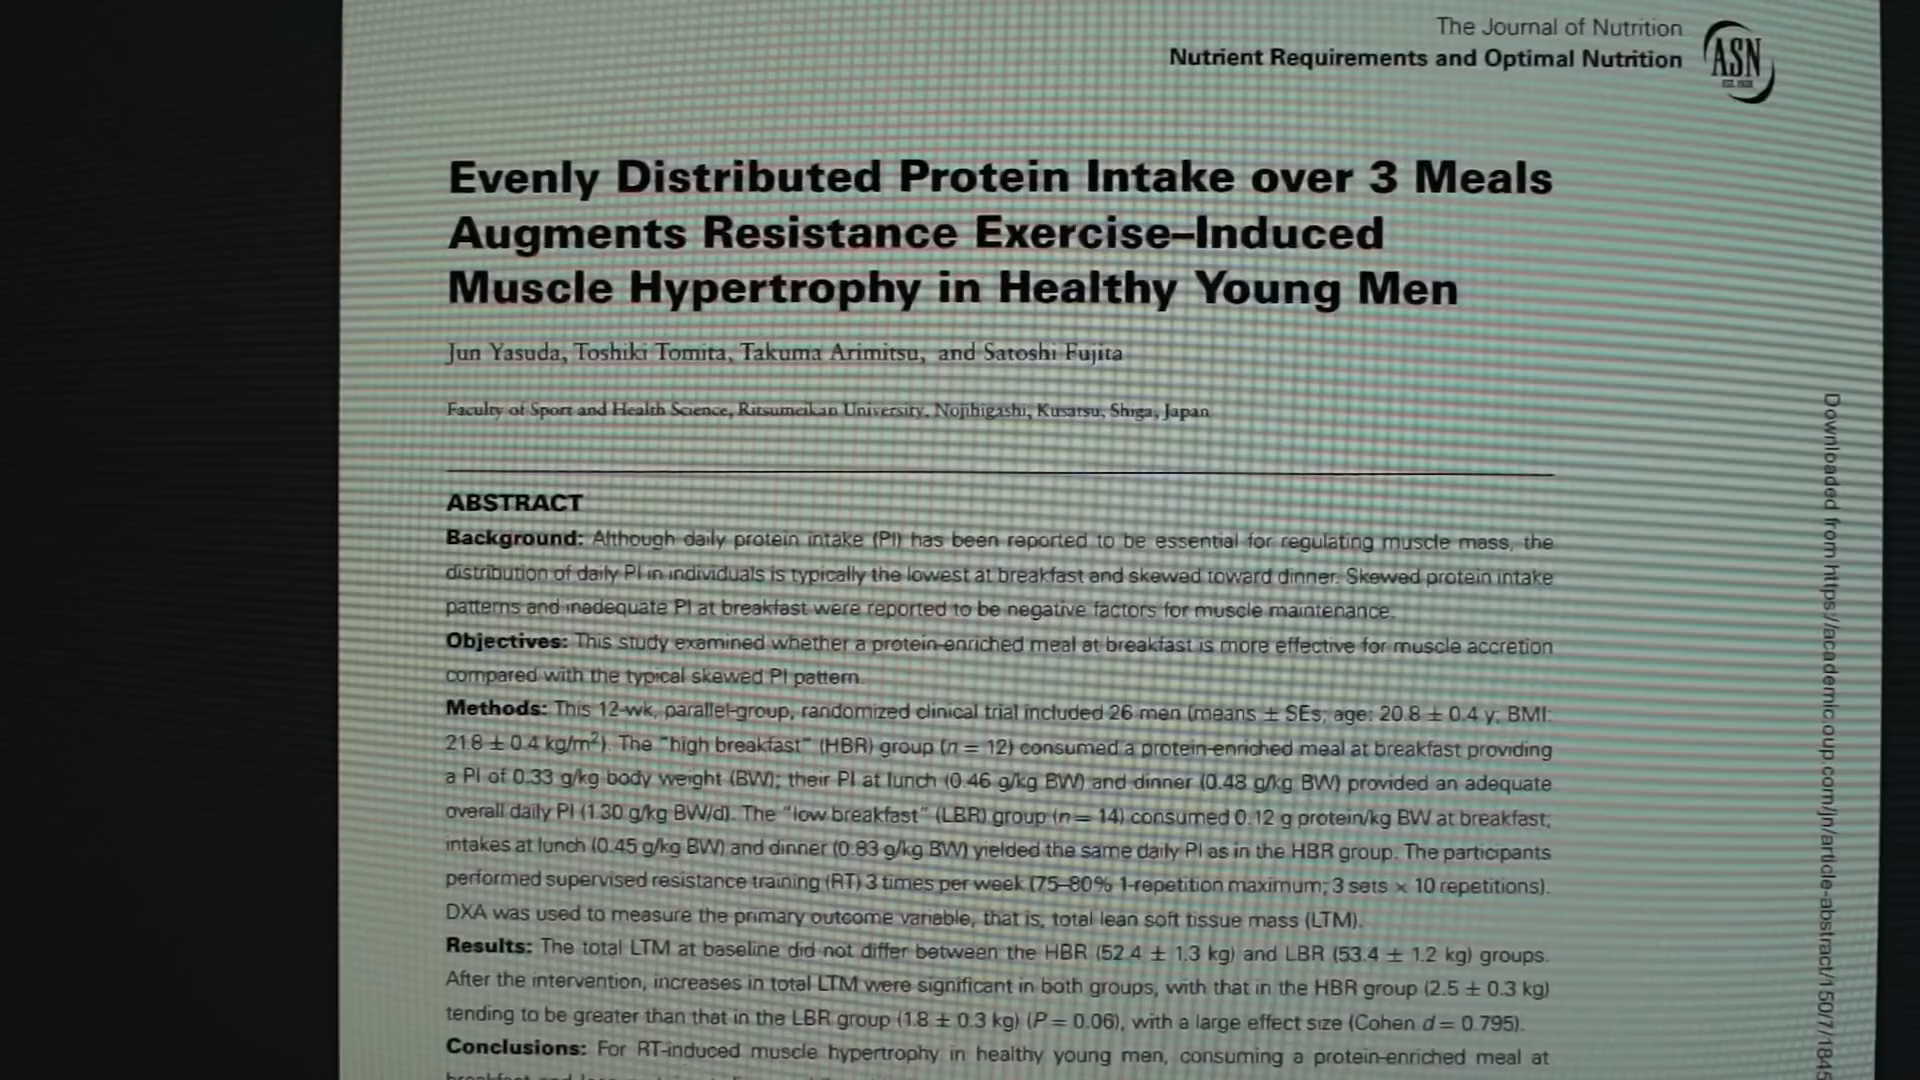 The Journal of Nutrition
Nutrient Requirements and Optimal Nutrition
ASN
Evenly Distributed Protein Intake over 3 Meals
Augments Resistance Exercise–Induced
Muscle Hypertrophy in Healthy Young Men
Jun Yasuda, Toshiki Tomita, Takuma Arimitsu, and Satoshi Fujita
Faculty of Sport and Health Science, Ritsumeikan University, Nojihigashi, Kusatsu, Shiga, Japan
ABSTRACT
Background: Although daily protein intake (PI) has been reported to be essential for regulating muscle mass, the
distribution of daily PI in individuals is typically the lowest at breakfast and skewed toward dinner. Skewed protein intake
patterns and inadequate PI at breakfast were reported to be negative factors for muscle maintenance.
Objectives: This study examined whether a protein-enriched meal at breakfast is more effective for muscle accretion
compared with the typical skewed PI pattern.
Methods: This 12-wk, parallel-group, randomized clinical trial included 26 men (means ± SEs; age: 20.8 ± 0.4 y; BMI:
21.8 ± 0.4 kg/m²). The "high breakfast" (HBR) group (n = 12) consumed a protein-enriched meal at breakfast providing
a PI of 0.33 g/kg body weight (BW); their PI at lunch (0.46 g/kg BW) and dinner (0.48 g/kg BW) provided an adequate
overall daily PI (1.30 g/kg BW/d). The "low breakfast" (LBR) group (n = 14) consumed 0.12 g protein/kg BW at breakfast;
intakes at lunch (0.45 g/kg BW) and dinner (0.83 g/kg BW) yielded the same daily PI as in the HBR group. The participants
performed supervised resistance training (RT) 3 times per week (75–80% 1-repetition maximum; 3 sets × 10 repetitions).
DXA was used to measure the primary outcome variable, that is, total lean soft tissue mass (LTM).
Results: The total LTM at baseline did not differ between the HBR (52.4 ± 1.3 kg) and LBR (53.4 ± 1.2 kg) groups.
After the intervention, increases in total LTM were significant in both groups, with that in the HBR group (2.5 ± 0.3 kg)
tending to be greater than that in the LBR group (1.8 ± 0.3 kg) (P = 0.06), with a large effect size (Cohen d = 0.795).
Conclusions: For RT-induced muscle hypertrophy in healthy young men, consuming a protein-enriched meal at
Downloaded from https://academic.oup.com/jn/article-abstract/150/7/1845